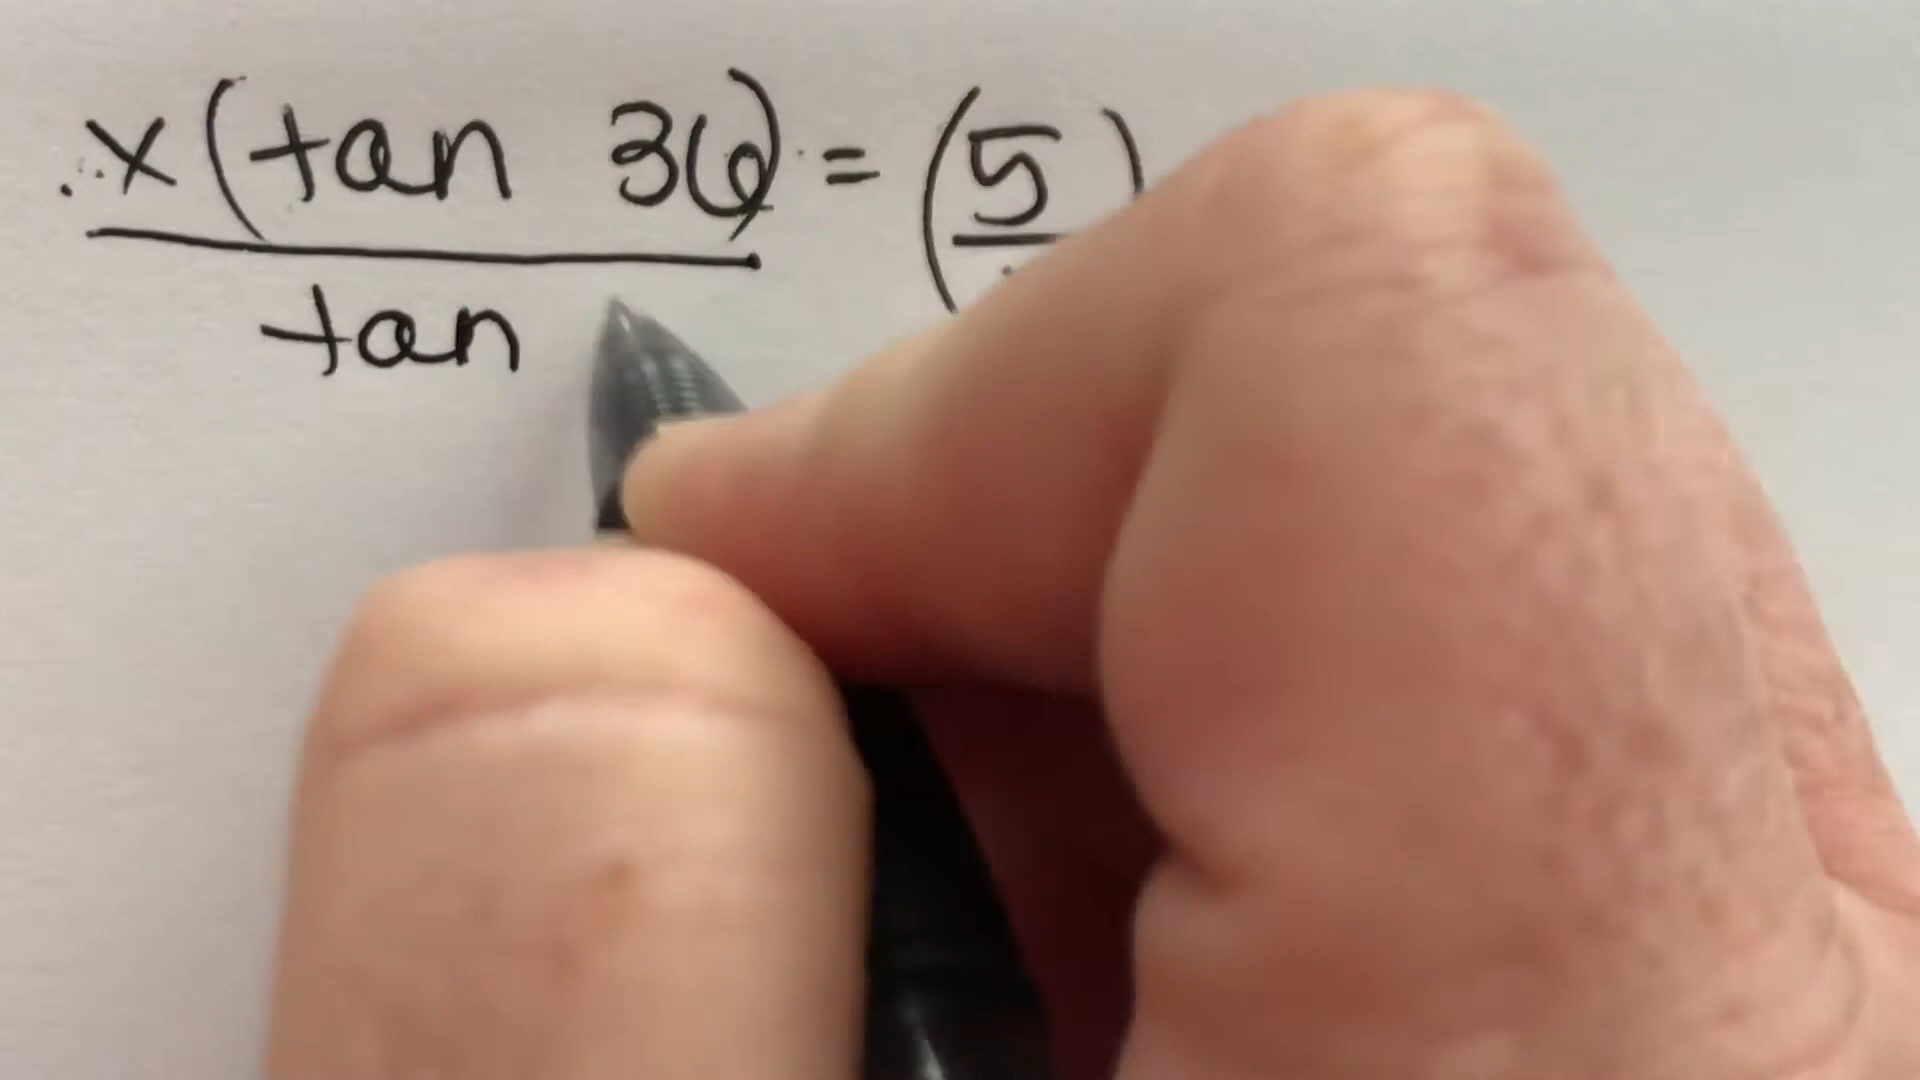 x(tan 36) = (5)
tan